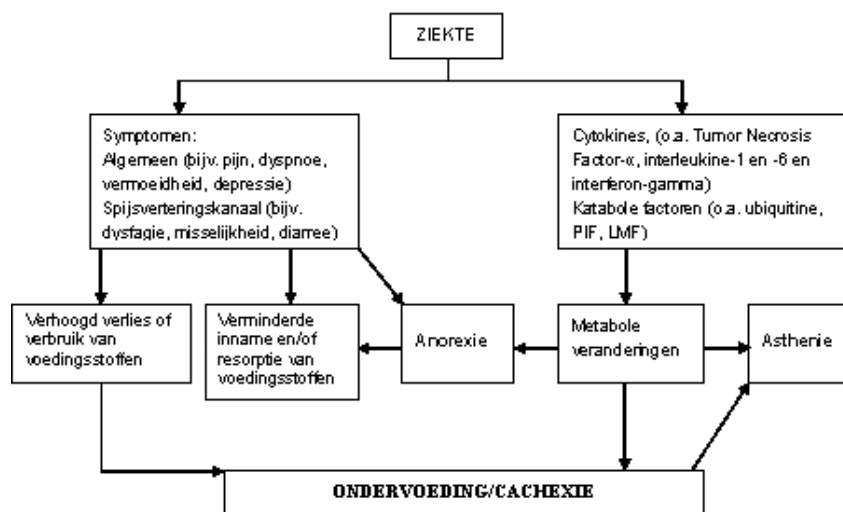 ZIEKTE
Symptomen:
Algemeen (bijv. pijn, dyspnoe,
vermoeidheid, depressie)
Spijsverteringskanaal (bijv.
dysfagie, misselijkheid, diarree)
Cytokines, (o.a. Tumor Necrosis
Factor-α, interleukine-1 en -6 en
interferon-gamma)
Katabole factoren (o.a. ubiquitine,
PIF, LMF)
Verhoogd verlies of
verbruik van
voedingsstoffen
Verminderde
inname en/of
resorptie van
voedingsstoffen
Anorexie
Metabole
veranderingen
Asthenie
ONDERVOEDING/CACHEXIE